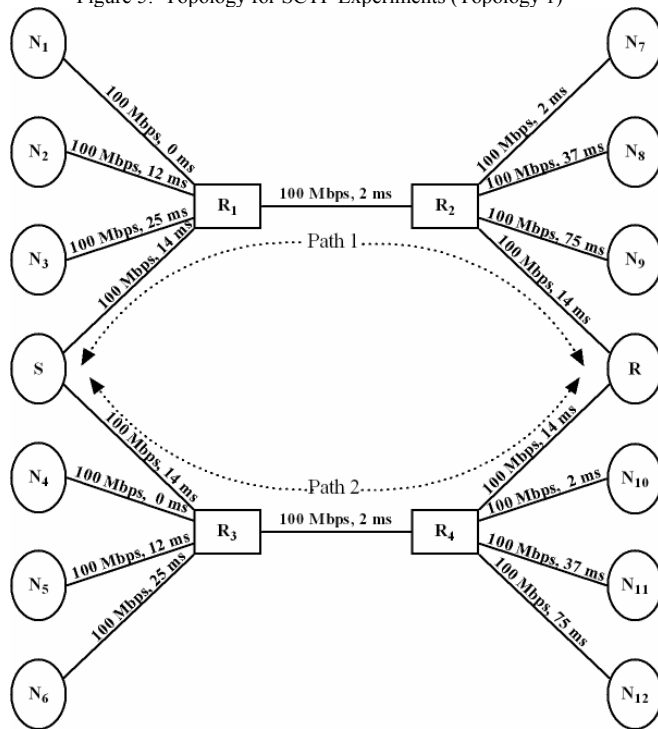 Figure Topology for SCTP Experiments (Topology 1)
N1
N7
100 Mbps, 0 ms
100 Mbps, 2 ms
N2
N8
100 Mbps, 12 ms
100 Mbps, 37 ms
R1
100 Mbps, 2 ms
R2
N3
N9
100 Mbps, 25 ms
100 Mbps, 75 ms
100 Mbps, 14 ms
Path 1
100 Mbps, 14 ms
S
R
100 Mbps, 14 ms
100 Mbps, 14 ms
N4
N10
100 Mbps, 0 ms
Path 2
100 Mbps, 2 ms
R3
100 Mbps, 2 ms
R4
100 Mbps, 12 ms
100 Mbps, 37 ms
N5
N11
100 Mbps, 25 ms
100 Mbps, 75 ms
N6
N12